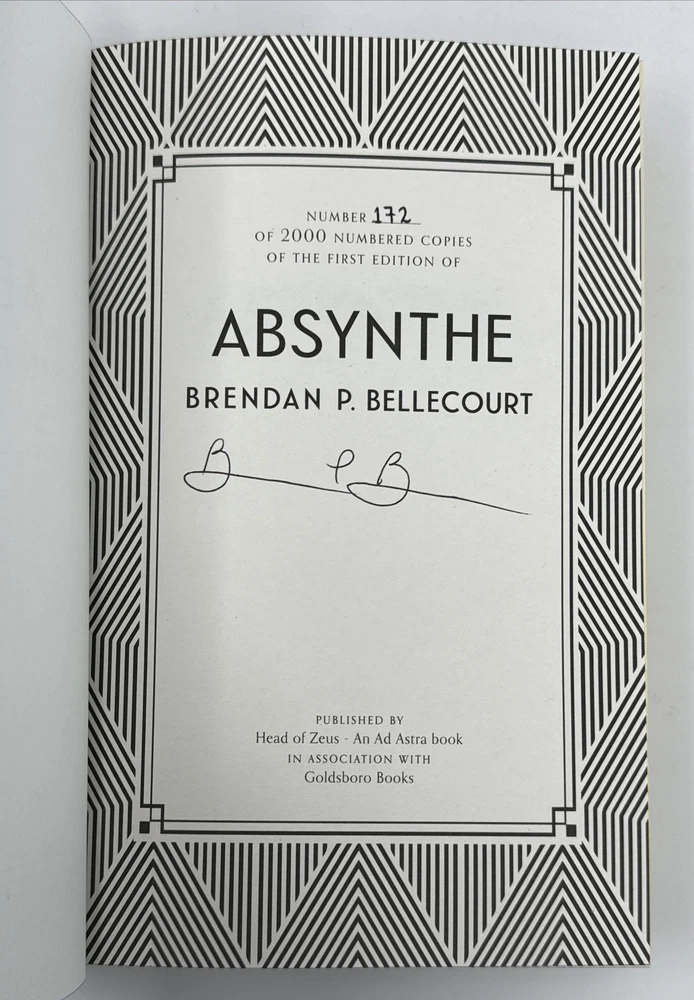 NUMBER 172
OF 2000 NUMBERED COPIES
OF THE FIRST EDITION OF
ABSYNTHE
BRENDAN P. BELLECOURT
B P B
PUBLISHED BY
Head of Zeus - An Ad Astra book
IN ASSOCIATION WITH
Goldsboro Books